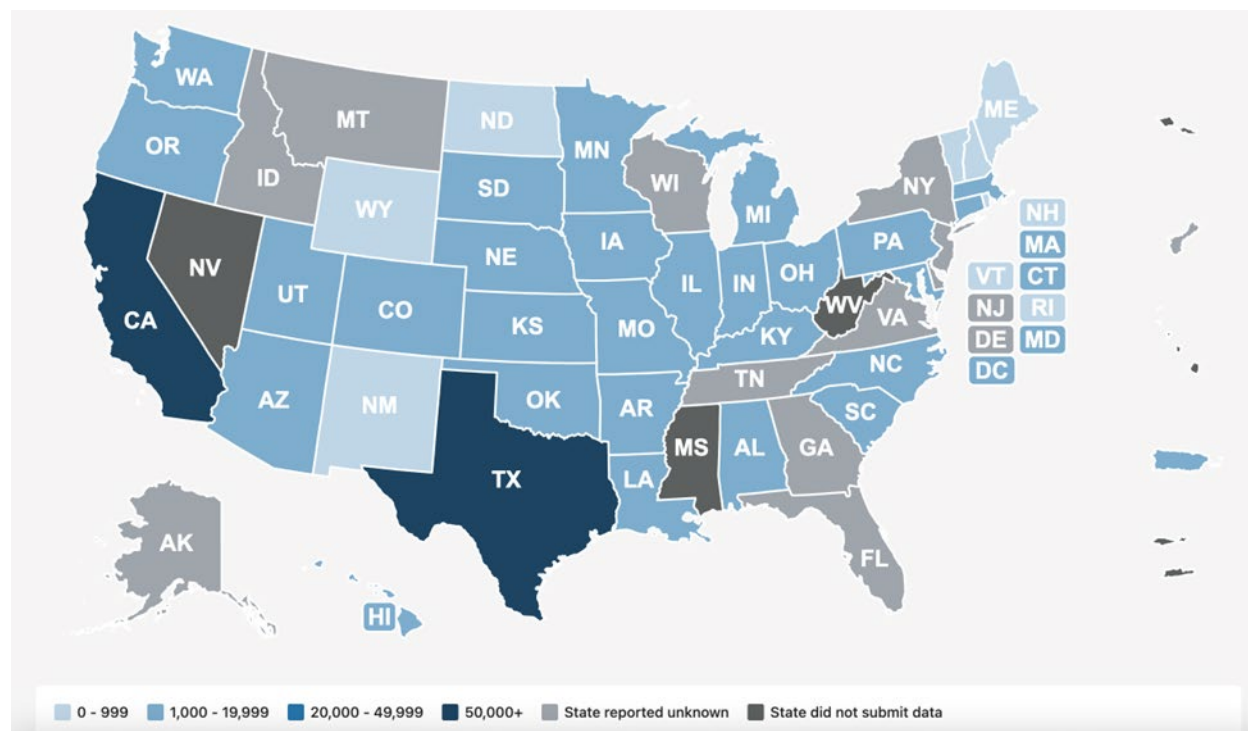 WA
ME
MT
ND
MN
OR
ID
WI
NY
SD
MI
WY
NH
IA
PA
MA
NE
NV
OH
VT
CT
UT
IL
IN
CO
WV
NJ
RI
CA
KS
MO
VA
KY
DE
MD
NC
DC
TN
AZ
NM
OK
AR
SC
MS
AL
GA
TX
LA
AK
FL
HI
0 - 999
1,000 - 19,999
20,000 - 49,999
50,000+
State reported unknown
State did not submit data